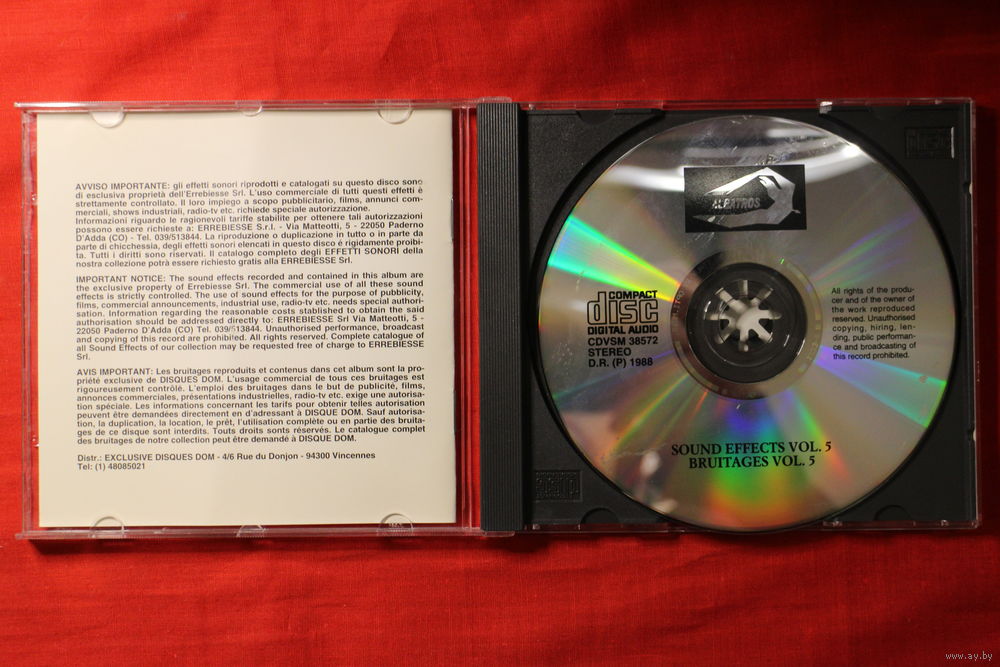 AVVISO IMPORTANTE: gli effetti sonori riprodotti e catalogati su questo disco sono
di esclusiva proprietà dell'Errebiesse Srl. L'uso commerciale di tutti questi effetti è
strettamente controllato. Il loro impiego a scopo pubblicitario, films, annunci com-
merciali, shows industriali, radio-tv etc. richiede speciale autorizzazione.
Informazioni riguardo le ragionevoli tariffe stabilite per ottenere tali autorizzazioni
possono essere richieste a: ERREBIESSE S.r.l. - Via Matteotti, 5 - 22050 Paderno
D'Adda (CO) - Tel. 039/513844. La riproduzione o duplicazione in tutto o in parte da
parte di chicchessia, degli effetti sonori elencati in questo disco è rigidamente proibi-
ta. Tutti i diritti sono riservati. Il catalogo completo degli EFFETTI SONORI della
nostra collezione potrà essere richiesto gratis alla ERREBIESSE Srl.
IMPORTANT NOTICE: The sound effects recorded and contained in this album are
the exclusive property of Errebiesse Srl. The commercial use of all these sound
effects is strictly controlled. The use of sound effects for the purpose of publicity,
films, commercial announcements, industrial use, radio-tv etc. needs special authori-
sation. Information regarding the reasonable costs stablished to obtain the said
authorisation should be addressed directly to: ERREBIESSE Srl Via Matteotti, 5 -
22050 Paderno D'Adda (CO) Tel. 039/513844. Unauthorised performance, broadcast
and copying of this record are prohibited. All rights reserved. Complete catalogue of
all Sound Effects of our collection may be requested free of charge to ERREBIESSE
Srl.
AVIS IMPORTANT: Les bruitages reproduits et contenus dans cet album sont la pro-
priété exclusive de DISQUES DOM. L'usage commercial de tous ces bruitages est
rigoureusement contrôlé. L'emploi des bruitages dans le but de publicité, films,
annonces commerciales, présentations industrielles, radio-tv etc. exige une autorisa-
tion spéciale. Les informations concernant les tarifs pour obtenir telles autorisation
peuvent être demandées directement en d'adressant à DISQUE DOM. Sauf autorisa-
tion, la duplication, la location, le prêt, l'utilisation complète ou en partie des bruita-
ges de ce disque sont interdits. Touts droits sont réservés. Le catalogue complet
des bruitages de notre collection peut être demandé à DISQUE DOM.
Distr.: EXCLUSIVE DISQUES DOM - 4/6 Rue du Donjon - 94300 Vincennes
Tel: (1) 48085021
ALBATROS
COMPACT
disc
DIGITAL AUDIO
CDVSM 38572
STEREO
D.R. (P) 1988
All rights of the produ-
cer and of the owner of
the work reproduced
reserved. Unauthorised
copying, hiring, len-
ding, public performan-
ce and broadcasting of
this record prohibited.
SOUND EFFECTS VOL. 5
BRUITAGES VOL. 5
www.ay.by